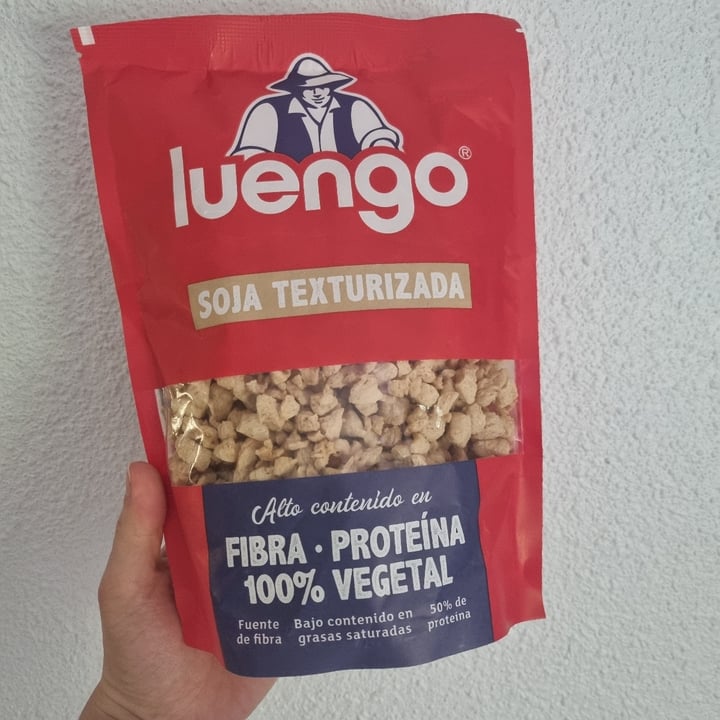 luengo®
SOJA TEXTURIZADA
Alto contenido en
FIBRA · PROTEÍNA
100% VEGETAL
Fuente
de fibra
Bajo contenido en
grasas saturadas
50% de
proteína